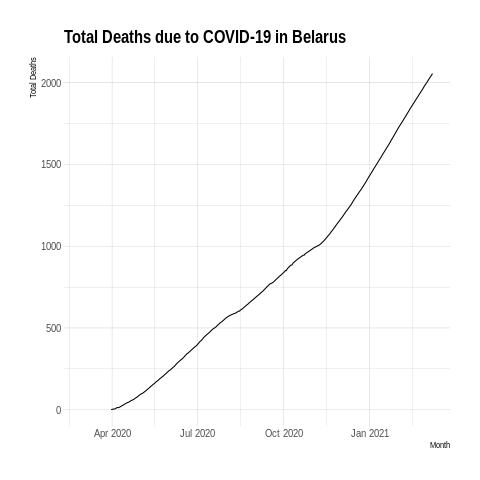 Total Deaths due to COVID-19 in Belarus
Total Deaths
2000
1500
1000
500
0
Apr 2020
Jul 2020
Oct 2020
Jan 2021
Month